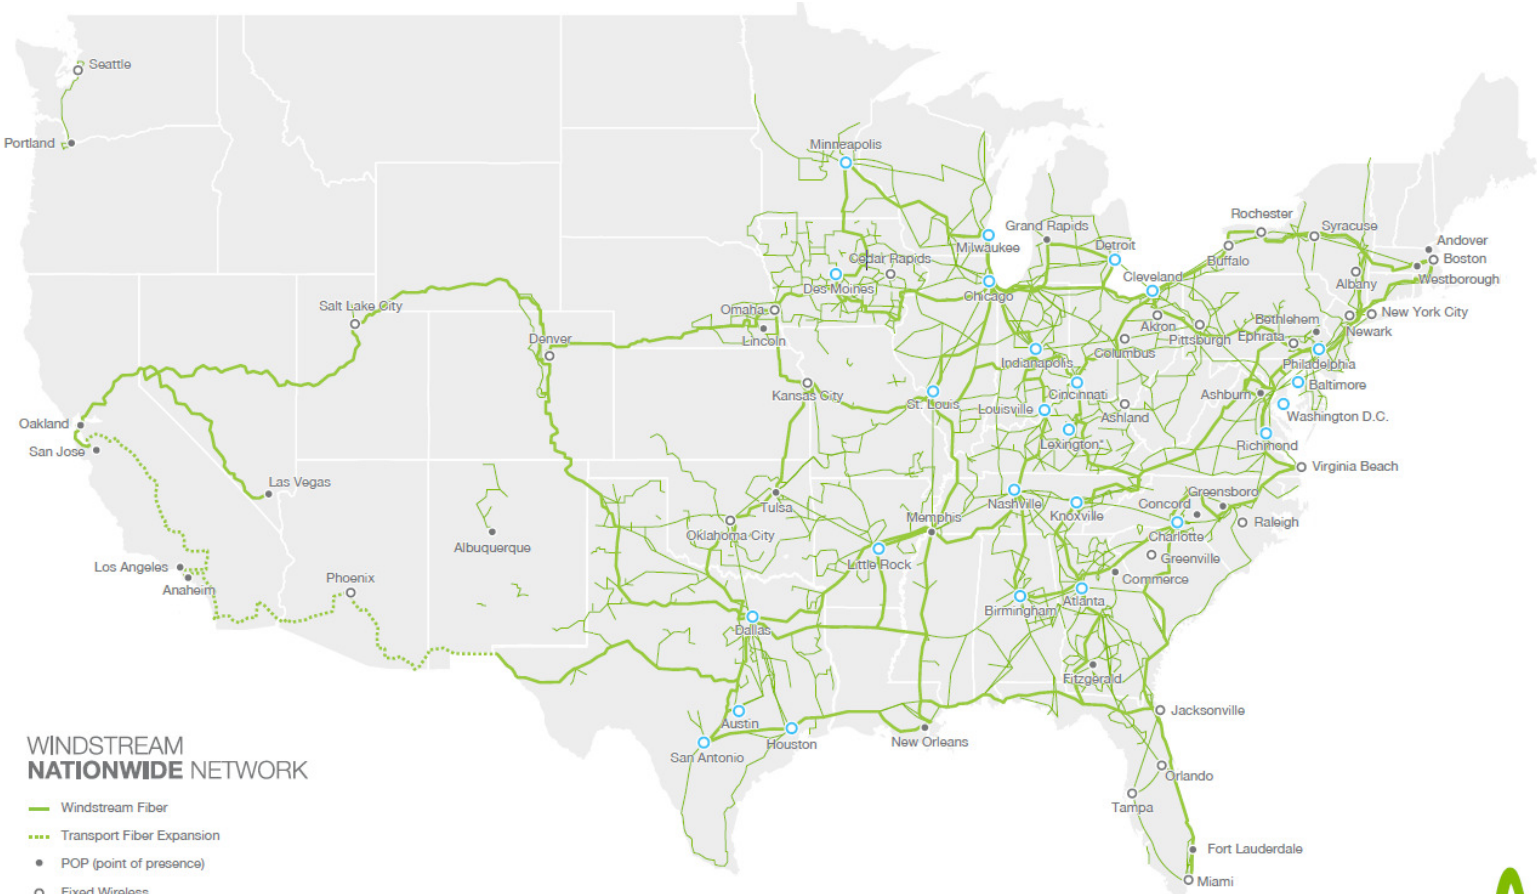 Seattle
Portland
Minneapolis
Rochester
Syracuse
Grand Rapids
Milwaukee
Detroit
Buffalo
Andover
Boston
Westborough
Cedar Rapids
Des Moines
Chicago
Cleveland
Albany
Salt Lake City
Omaha
Lincoln
Akron
Pittsburgh
Bethlehem
Ephrata
New York City
Newark
Denver
Indianapolis
Columbus
Philadelphia
Kansas City
St. Louis
Louisville
Cincinnati
Ashland
Ashburn
Baltimore
Washington D.C.
Oakland
San Jose
Lexington
Richmond
Virginia Beach
Las Vegas
Tulsa
Nashville
Knoxville
Concord
Greensboro
Memphis
Raleigh
Albuquerque
Oklahoma City
Charlotte
Los Angeles
Anaheim
Phoenix
Little Rock
Greenville
Commerce
Birmingham
Atlanta
Dallas
Fitzgerald
Austin
Jacksonville
San Antonio
Houston
New Orleans
Orlando
Tampa
Fort Lauderdale
Miami
WINDSTREAM
NATIONWIDE NETWORK
Windstream Fiber
Transport Fiber Expansion
POP (point of presence)
Fixed Wireless